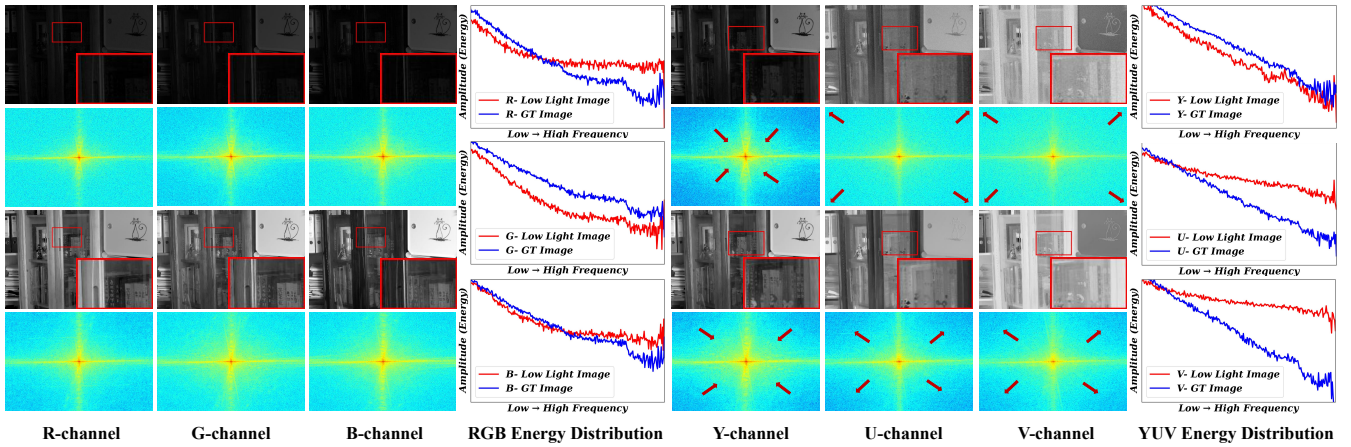 Amplitude (Energy)
R- Low Light Image
R- GT Image
Low → High Frequency
Amplitude (Energy)
G- Low Light Image
G- GT Image
Low → High Frequency
Amplitude (Energy)
B- Low Light Image
B- GT Image
Low → High Frequency
Amplitude (Energy)
Y- Low Light Image
Y- GT Image
Low → High Frequency
Amplitude (Energy)
U- Low Light Image
U- GT Image
Low → High Frequency
Amplitude (Energy)
V- Low Light Image
V- GT Image
Low → High Frequency
R-channel
G-channel
B-channel
RGB Energy Distribution
Y-channel
U-channel
V-channel
YUV Energy Distribution